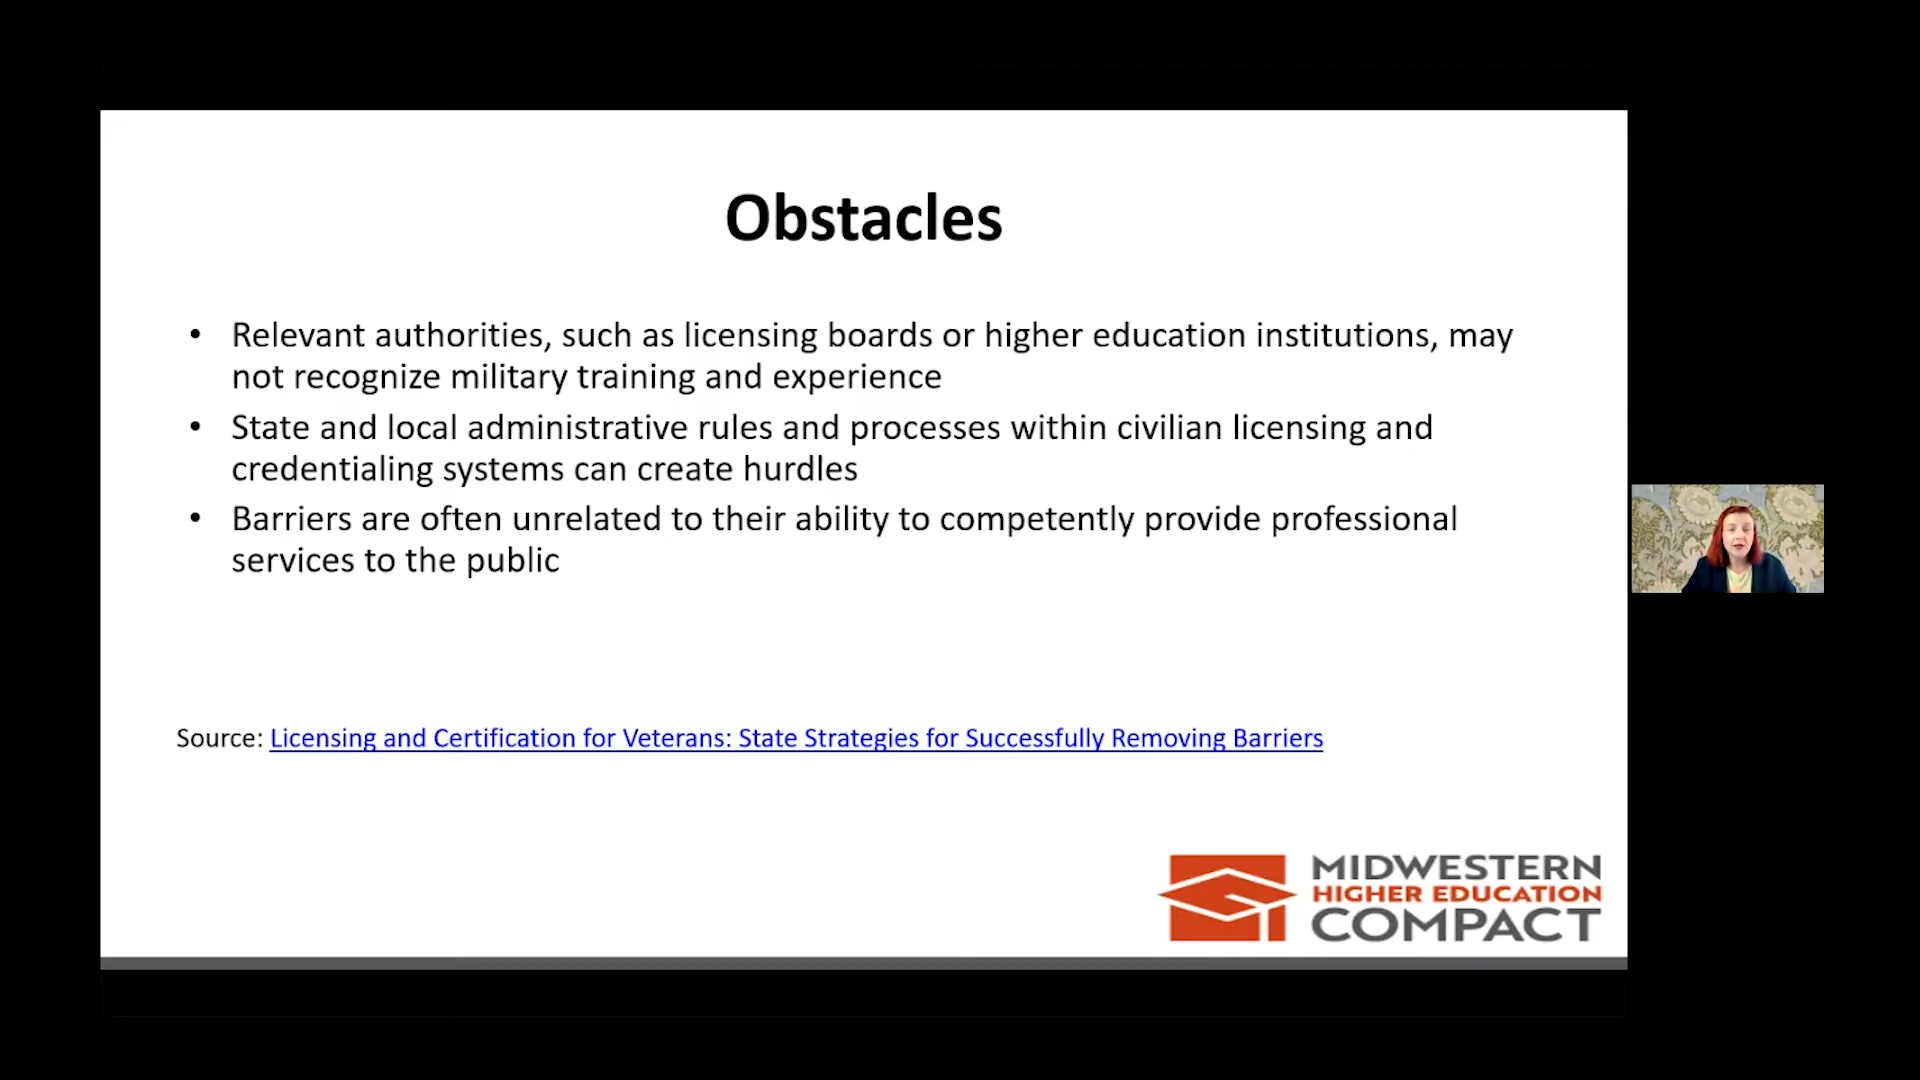 Obstacles
• Relevant authorities, such as licensing boards or higher education institutions, may
not recognize military training and experience
• State and local administrative rules and processes within civilian licensing and
credentialing systems can create hurdles
• Barriers are often unrelated to their ability to competently provide professional
services to the public
Source: Licensing and Certification for Veterans: State Strategies for Successfully Removing Barriers
MIDWESTERN
HIGHER EDUCATION
COMPACT